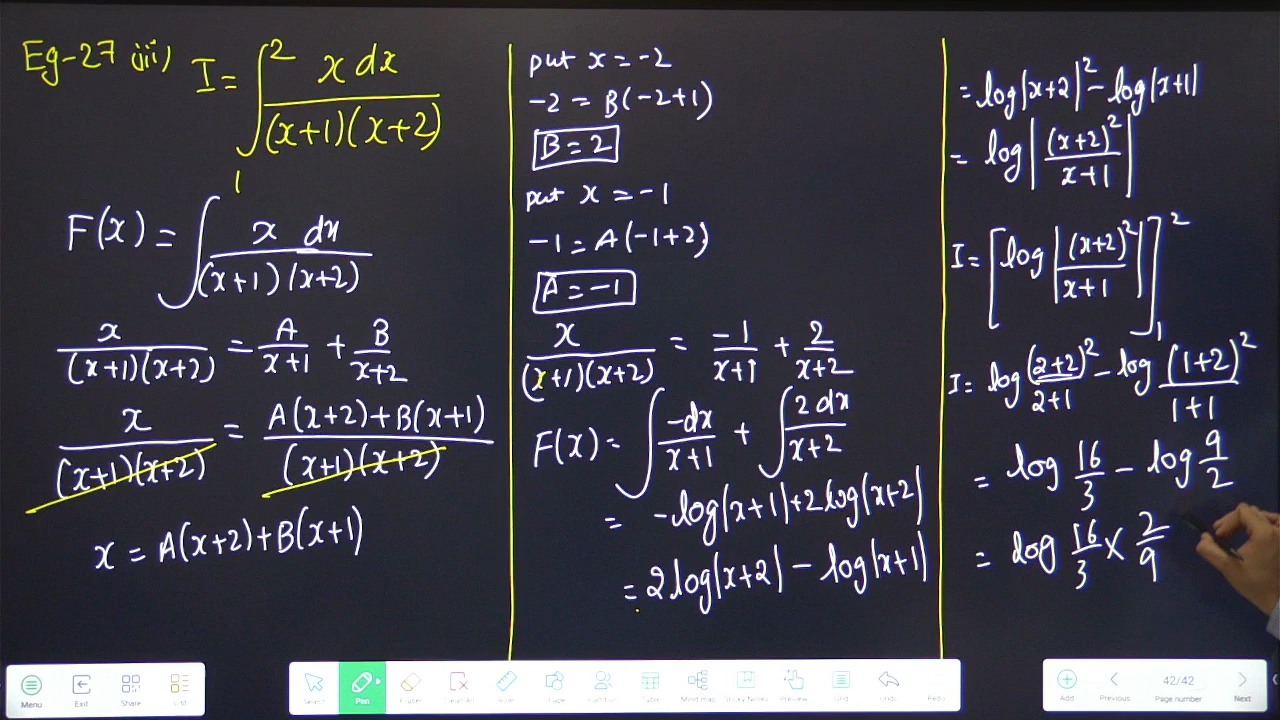 Eg-27 iii) I = ∫₁² x dx / (x+1)(x+2)
F(x) = ∫ x dx / (x+1)(x+2)
x / (x+1)(x+2) = A / x+1 + B / x+2
x / (x+1)(x+2) = A(x+2)+B(x+1) / (x+1)(x+2)
x = A(x+2)+B(x+1)
put x = -2
-2 = B(-2+1)
B = 2
put x = -1
-1 = A(-1+2)
A = -1
x / (x+1)(x+2) = -1 / x+1 + 2 / x+2
F(x) = ∫ -dx / x+1 + ∫ 2 dx / x+2
= -log|x+1|+2log|x+2|
= 2log|x+2| - log|x+1|
= log|x+2|² - log|x+1|
= log|(x+2)² / x+1|
I = [log|(x+2)² / x+1|]₁²
I = log (2+2)² / 2+1 - log (1+2)² / 1+1
= log 16/3 - log 9/2
= log 16/3 × 2/9
Menu
Exit
Share
Pen
Add
Previous
42/42
Page number
Next